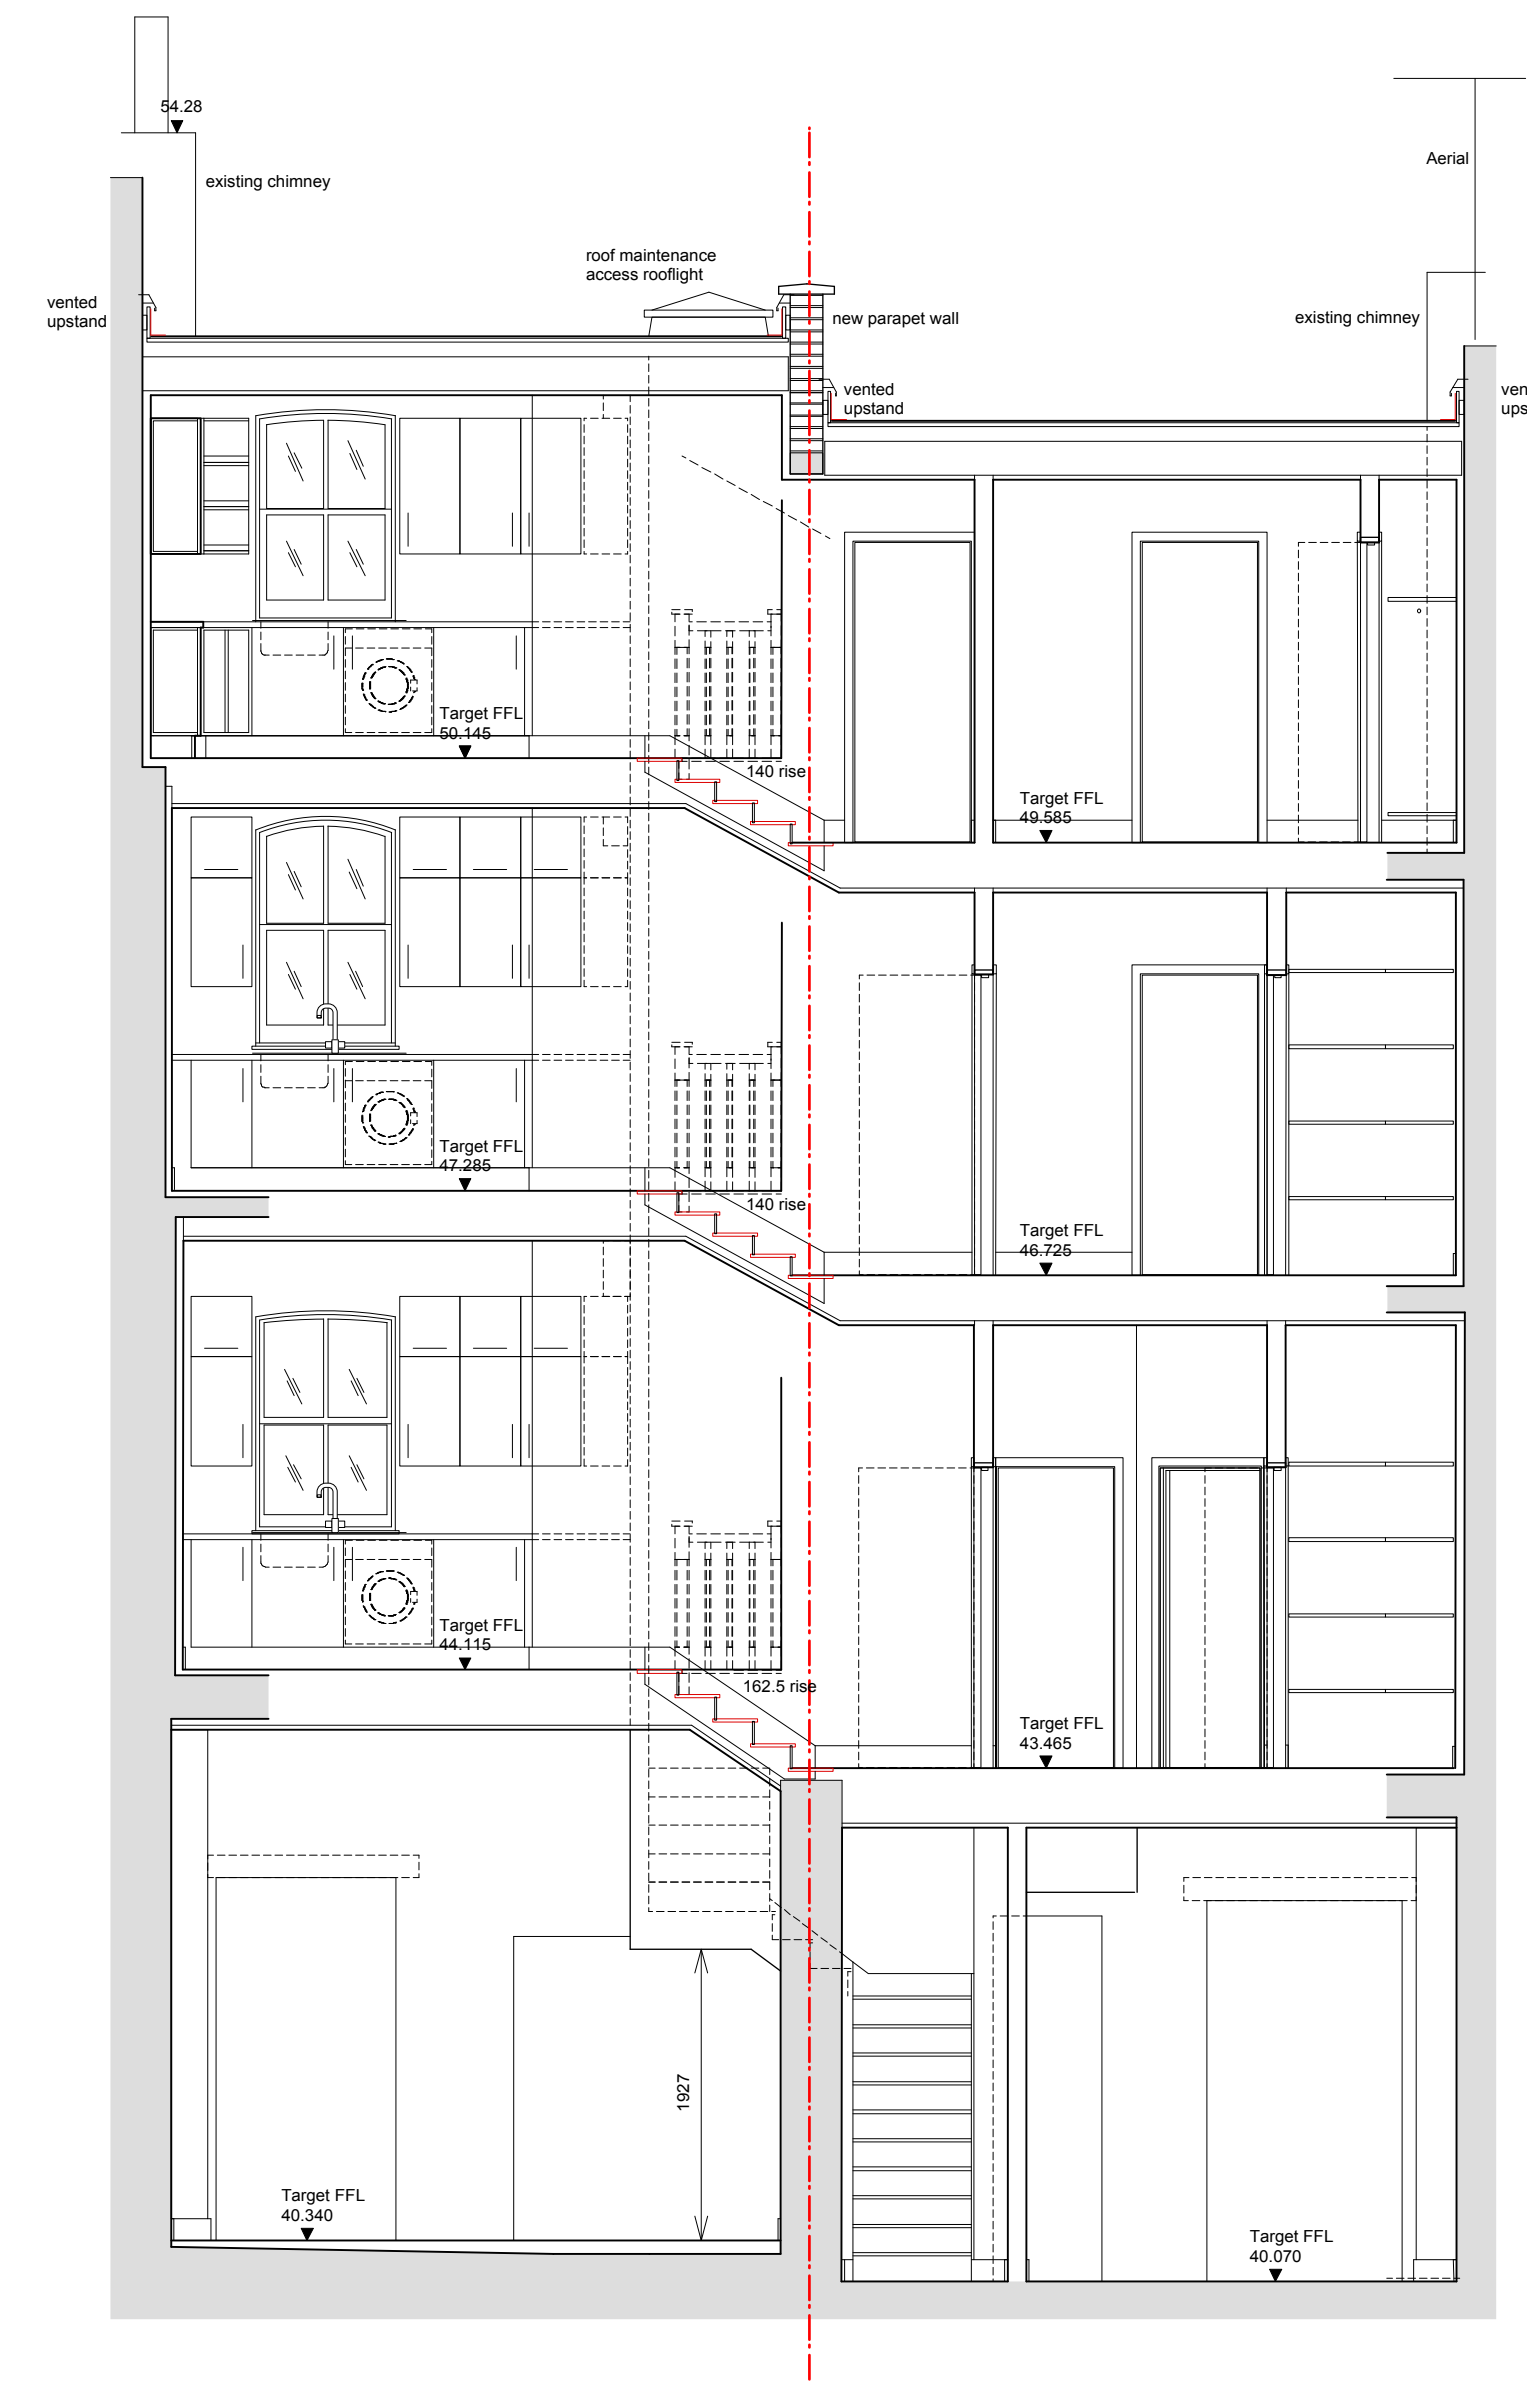 54.28
existing chimney
Aerial
roof maintenance
access rooflight
vented
upstand
new parapet wall
existing chimney
vented
upstand
ven
ups
Target FFL
50.145
140 rise
Target FFL
49.585
Target FFL
47.285
140 rise
Target FFL
46.725
Target FFL
44.115
162.5 rise
Target FFL
43.465
1927
Target FFL
40.340
Target FFL
40.070